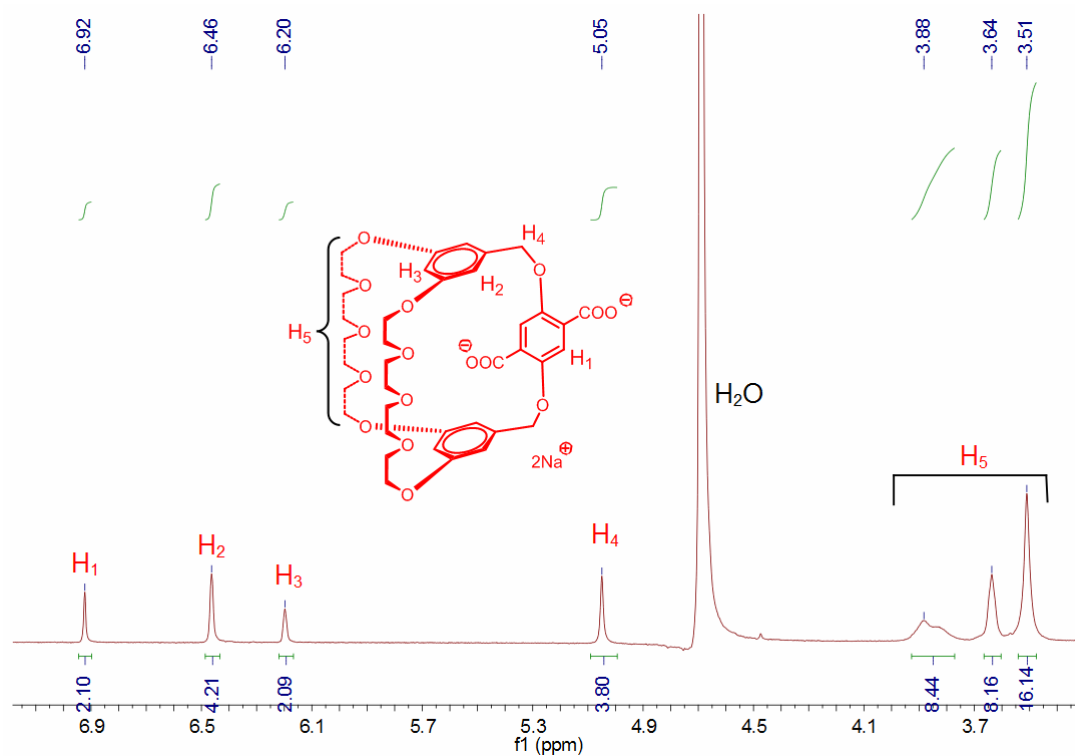 6.92
6.46
6.20
5.05
3.88
3.64
3.51
O
H₄
H₃
O
H₂
O
O
COO⊖
H₅
O
O
⊖
OOC
H₁
O
O
O
O
O
O
2Na⊕
O
H₂O
H₅
H₁
H₂
H₃
H₄
2.10
4.21
2.09
3.80
8.44
8.16
16.14
6.9 6.5 6.1 5.7 5.3 4.9 4.5 4.1 3.7
f1 (ppm)